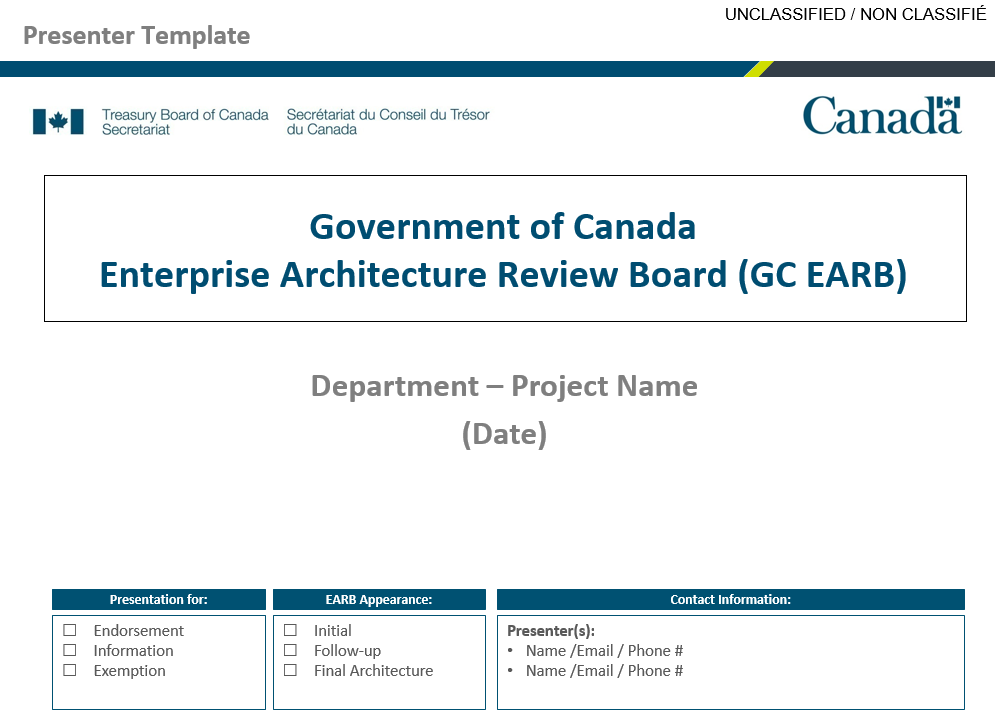 UNCLASSIFIED / NON CLASSIFIÉ
Presenter Template
Treasury Board of Canada
Secretariat
Secrétariat du Conseil du Trésor
du Canada
Canada
Government of Canada
Enterprise Architecture Review Board (GC EARB)
Department – Project Name
(Date)
Presentation for:
☐ Endorsement
☐ Information
☐ Exemption
EARB Appearance:
☐ Initial
☐ Follow-up
☐ Final Architecture
Contact Information:
Presenter(s):
• Name /Email / Phone #
• Name /Email / Phone #